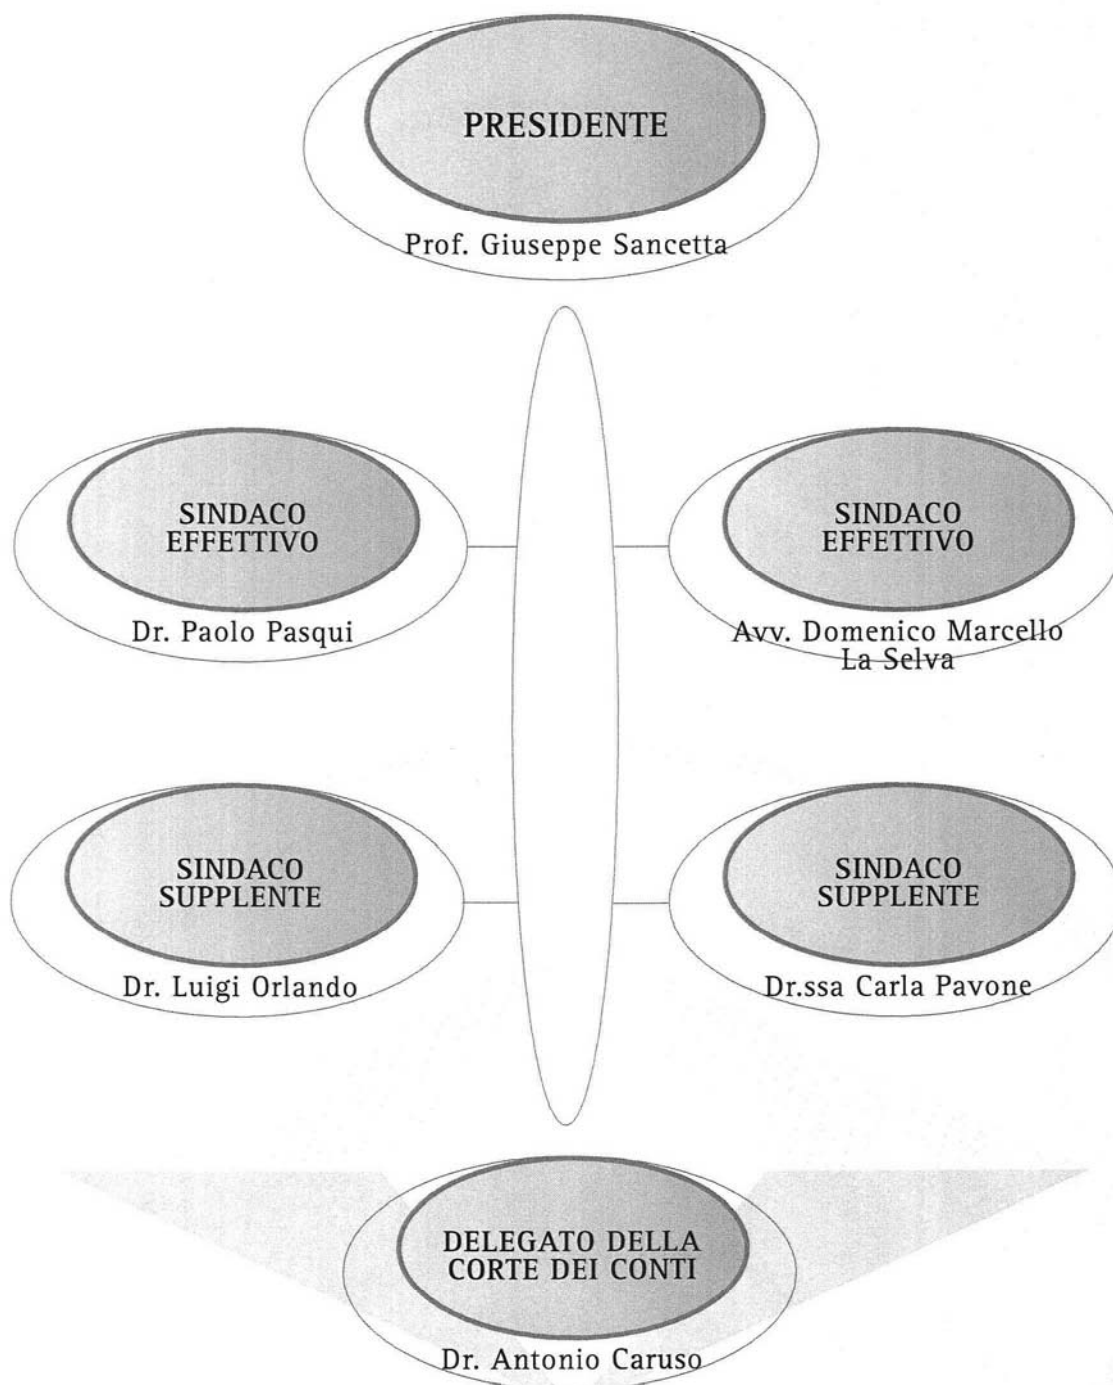 PRESIDENTE
Prof. Giuseppe Sancetta
SINDACO
EFFETTIVO
Dr. Paolo Pasqui
SINDACO
EFFETTIVO
Avv. Domenico Marcello
La Selva
SINDACO
SUPPLENTE
Dr. Luigi Orlando
SINDACO
SUPPLENTE
Dr.ssa Carla Pavone
DELEGATO DELLA
CORTE DEI CONTI
Dr. Antonio Caruso